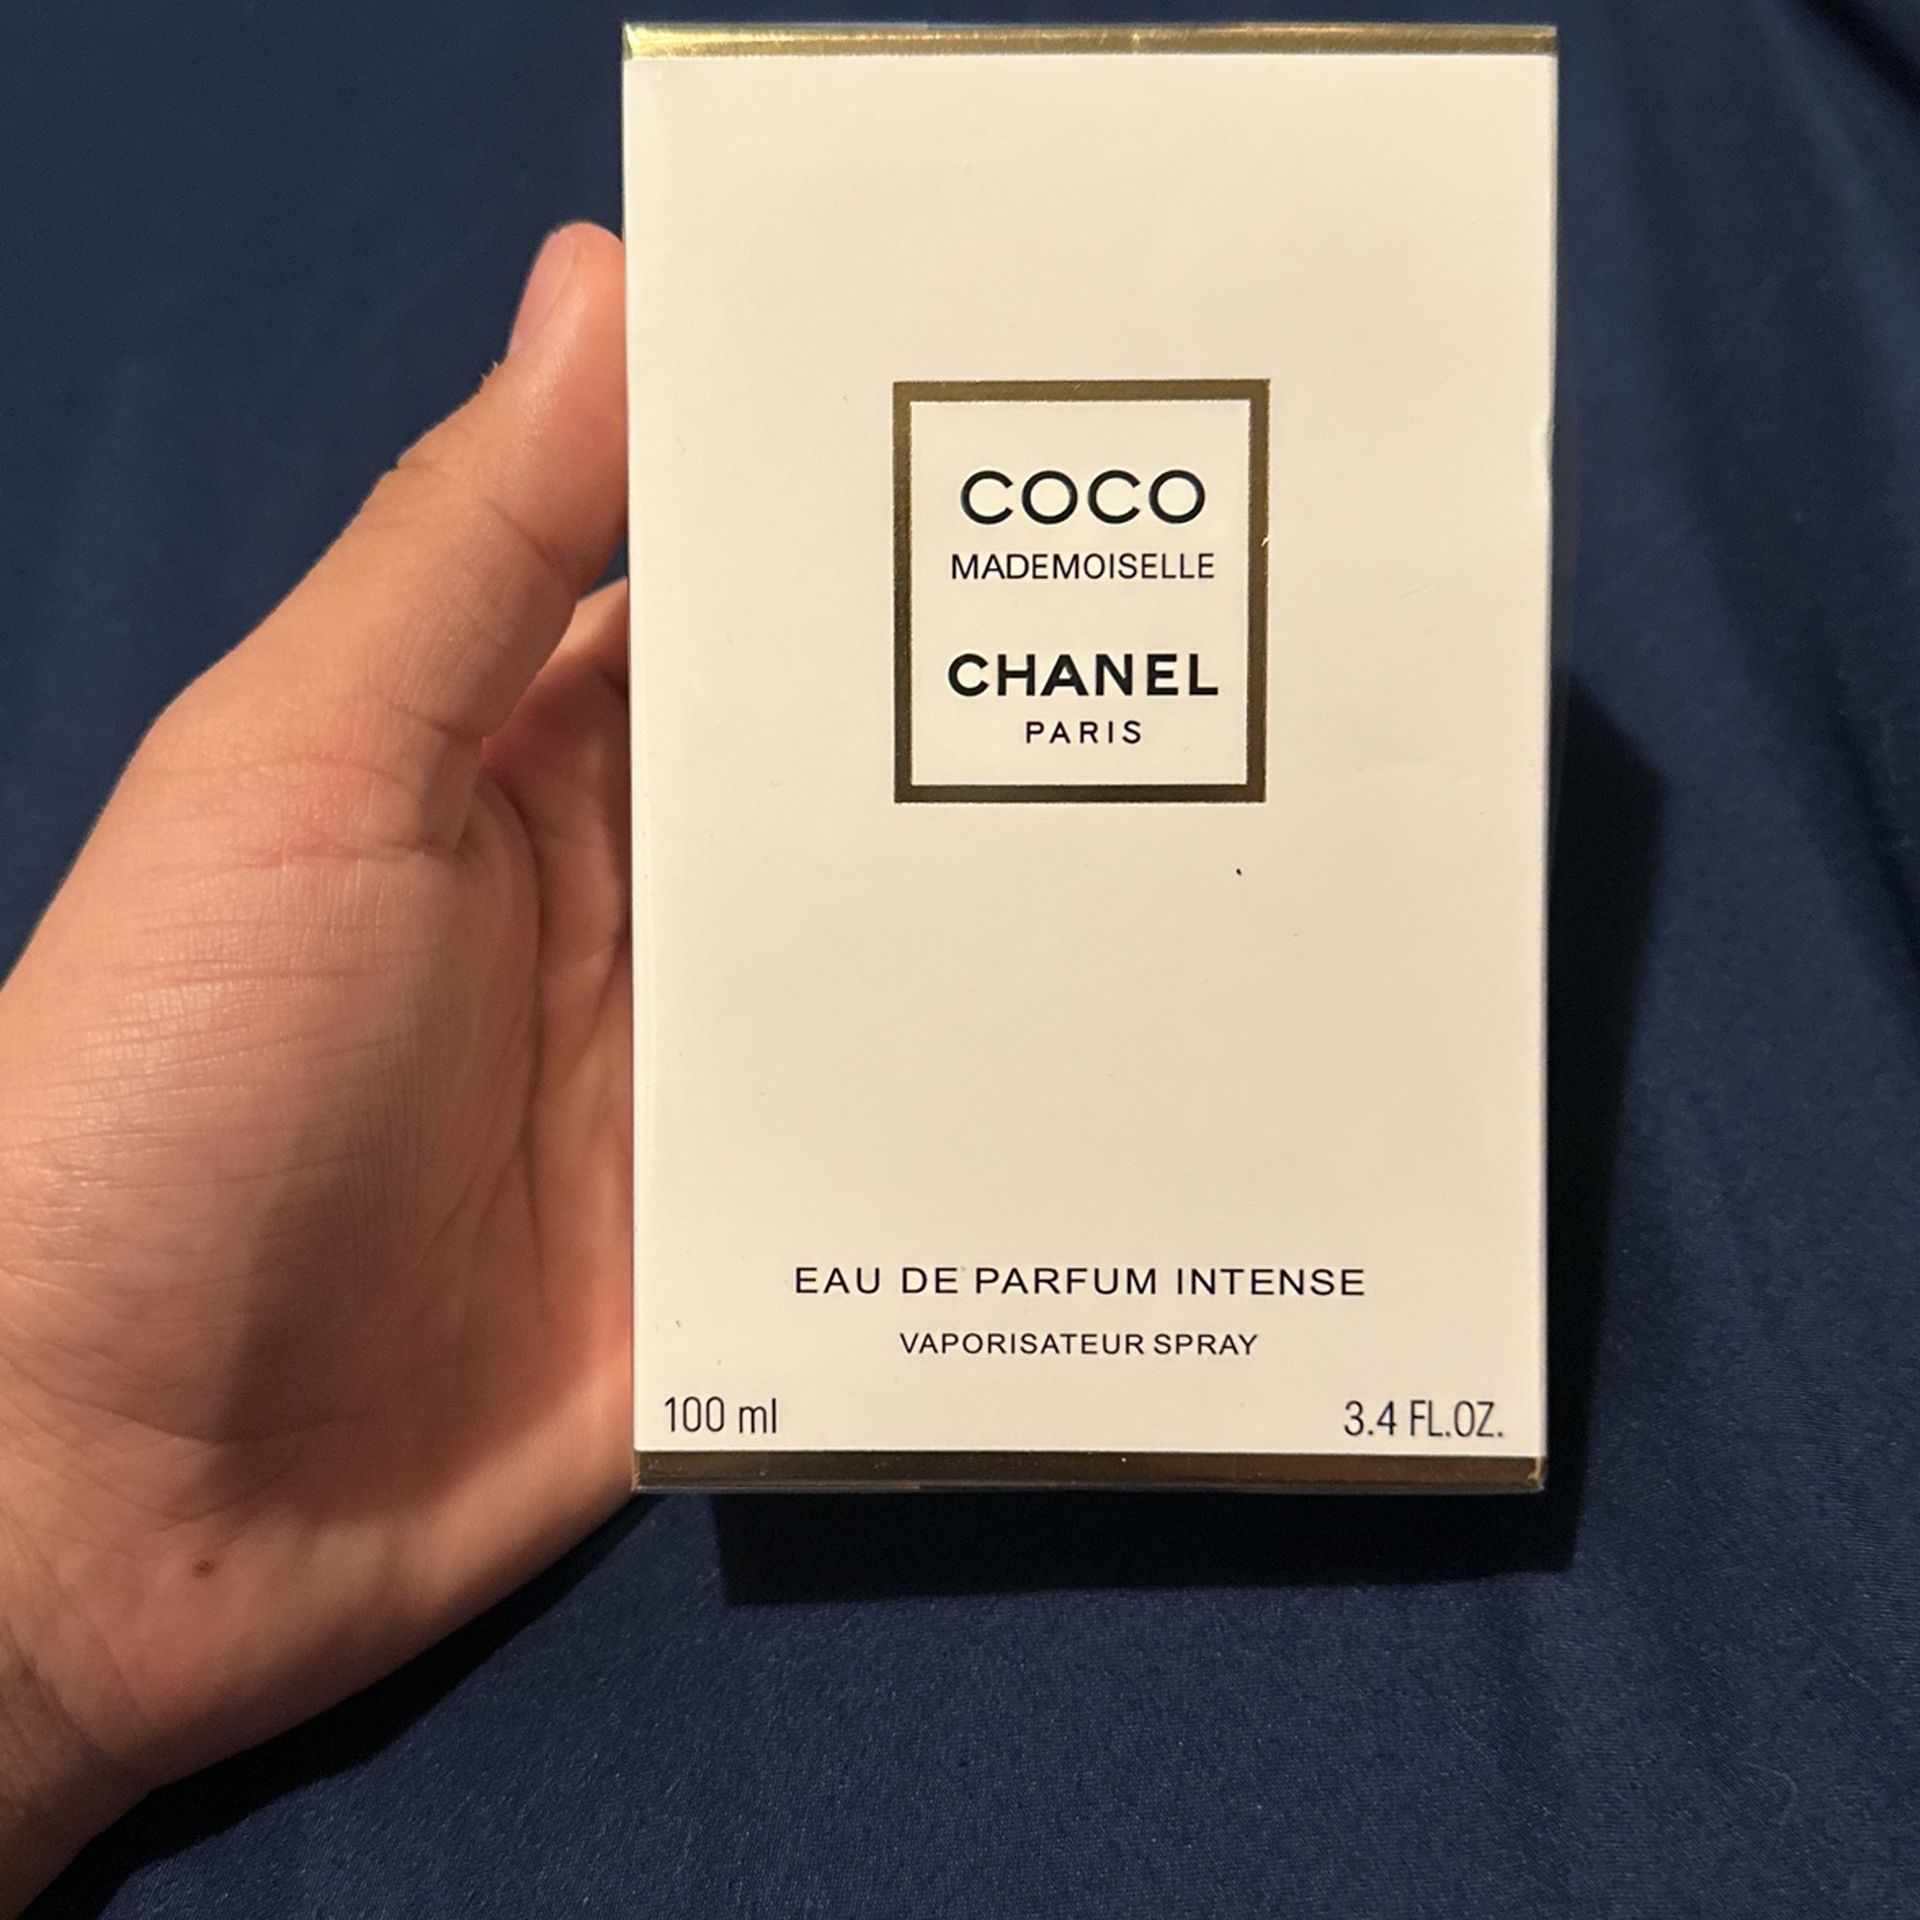 COCO
MADEMOISELLE
CHANEL
PARIS
EAU DE PARFUM INTENSE
VAPORISATEUR SPRAY
100 ml 3.4 FL.OZ.